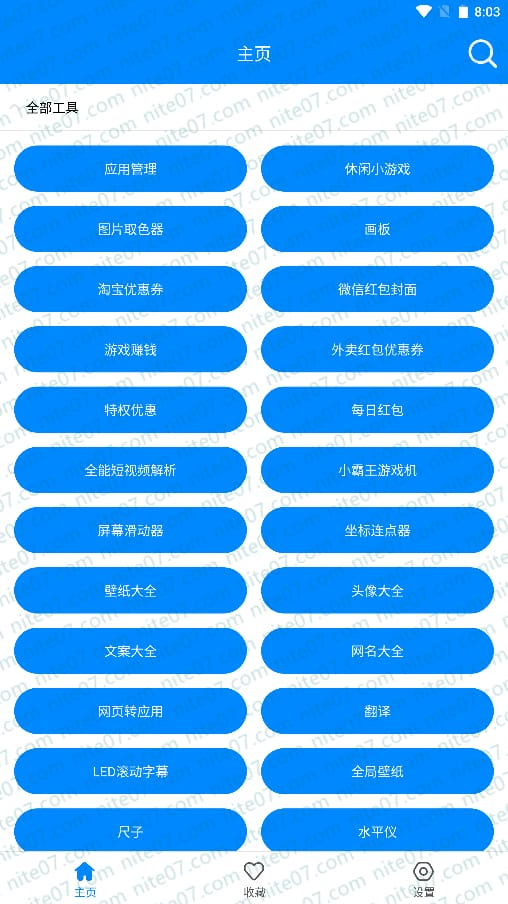 8:03
主页
全部工具
应用管理
休闲小游戏
图片取色器
画板
淘宝优惠券
微信红包封面
游戏赚钱
外卖红包优惠券
特权优惠
每日红包
全能短视频解析
小霸王游戏机
屏幕滑动器
坐标连点器
壁纸大全
头像大全
文案大全
网名大全
网页转应用
翻译
LED滚动字幕
全局壁纸
尺子
水平仪
主页
收藏
设置
nite07.com